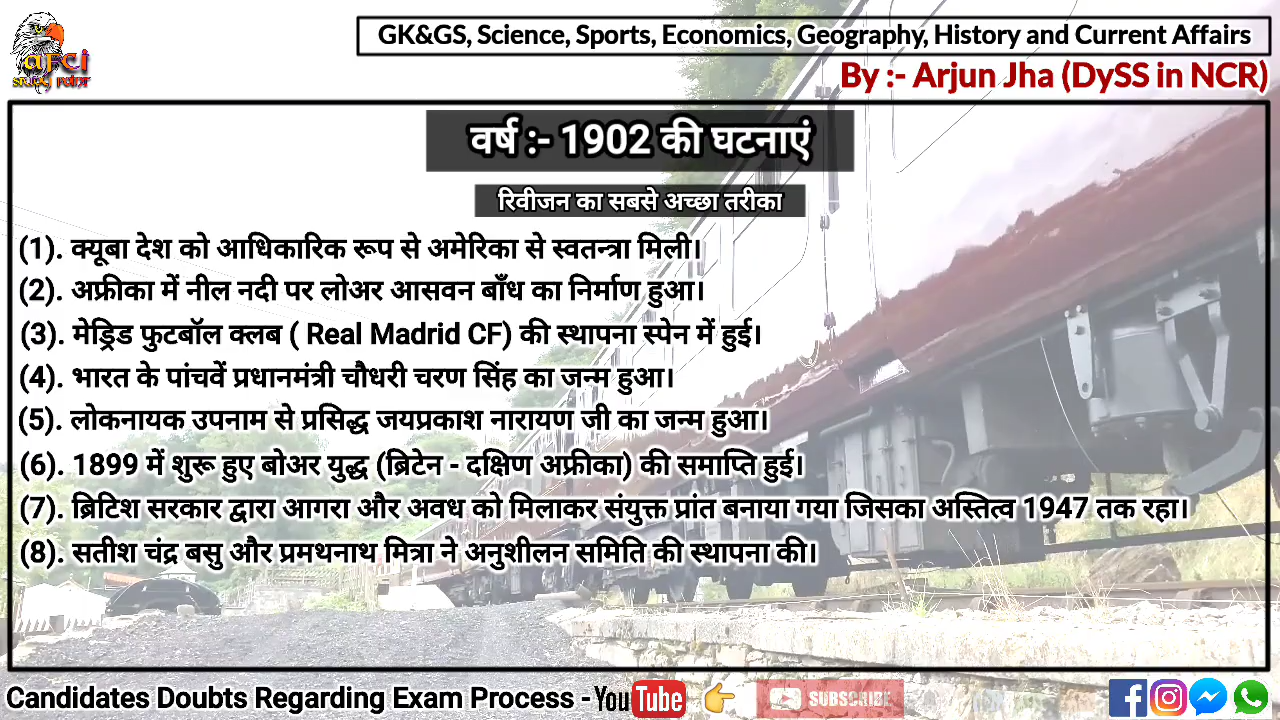 GK&GS, Science, Sports, Economics, Geography, History and Current Affairs
afci
STUDY POINT
By :- Arjun Jha (DySS in NCR)
वर्ष :- 1902 की घटनाएं
रिवीजन का सबसे अच्छा तरीका
(1). क्यूबा देश को आधिकारिक रूप से अमेरिका से स्वतन्त्रा मिली।
(2). अफ्रीका में नील नदी पर लोअर आसवन बाँध का निर्माण हुआ।
(3). मेड्रिड फुटबॉल क्लब ( Real Madrid CF) की स्थापना स्पेन में हुई।
(4). भारत के पांचवें प्रधानमंत्री चौधरी चरण सिंह का जन्म हुआ।
(5). लोकनायक उपनाम से प्रसिद्ध जयप्रकाश नारायण जी का जन्म हुआ।
(6). 1899 में शुरू हुए बोअर युद्ध (ब्रिटेन - दक्षिण अफ्रीका) की समाप्ति हुई।
(7). ब्रिटिश सरकार द्वारा आगरा और अवध को मिलाकर संयुक्त प्रांत बनाया गया जिसका अस्तित्व 1947 तक रहा।
(8). सतीश चंद्र बसु और प्रमथनाथ मित्रा ने अनुशीलन समिति की स्थापना की।
Candidates Doubts Regarding Exam Process - YouTube 👉 SUBSCRIBE